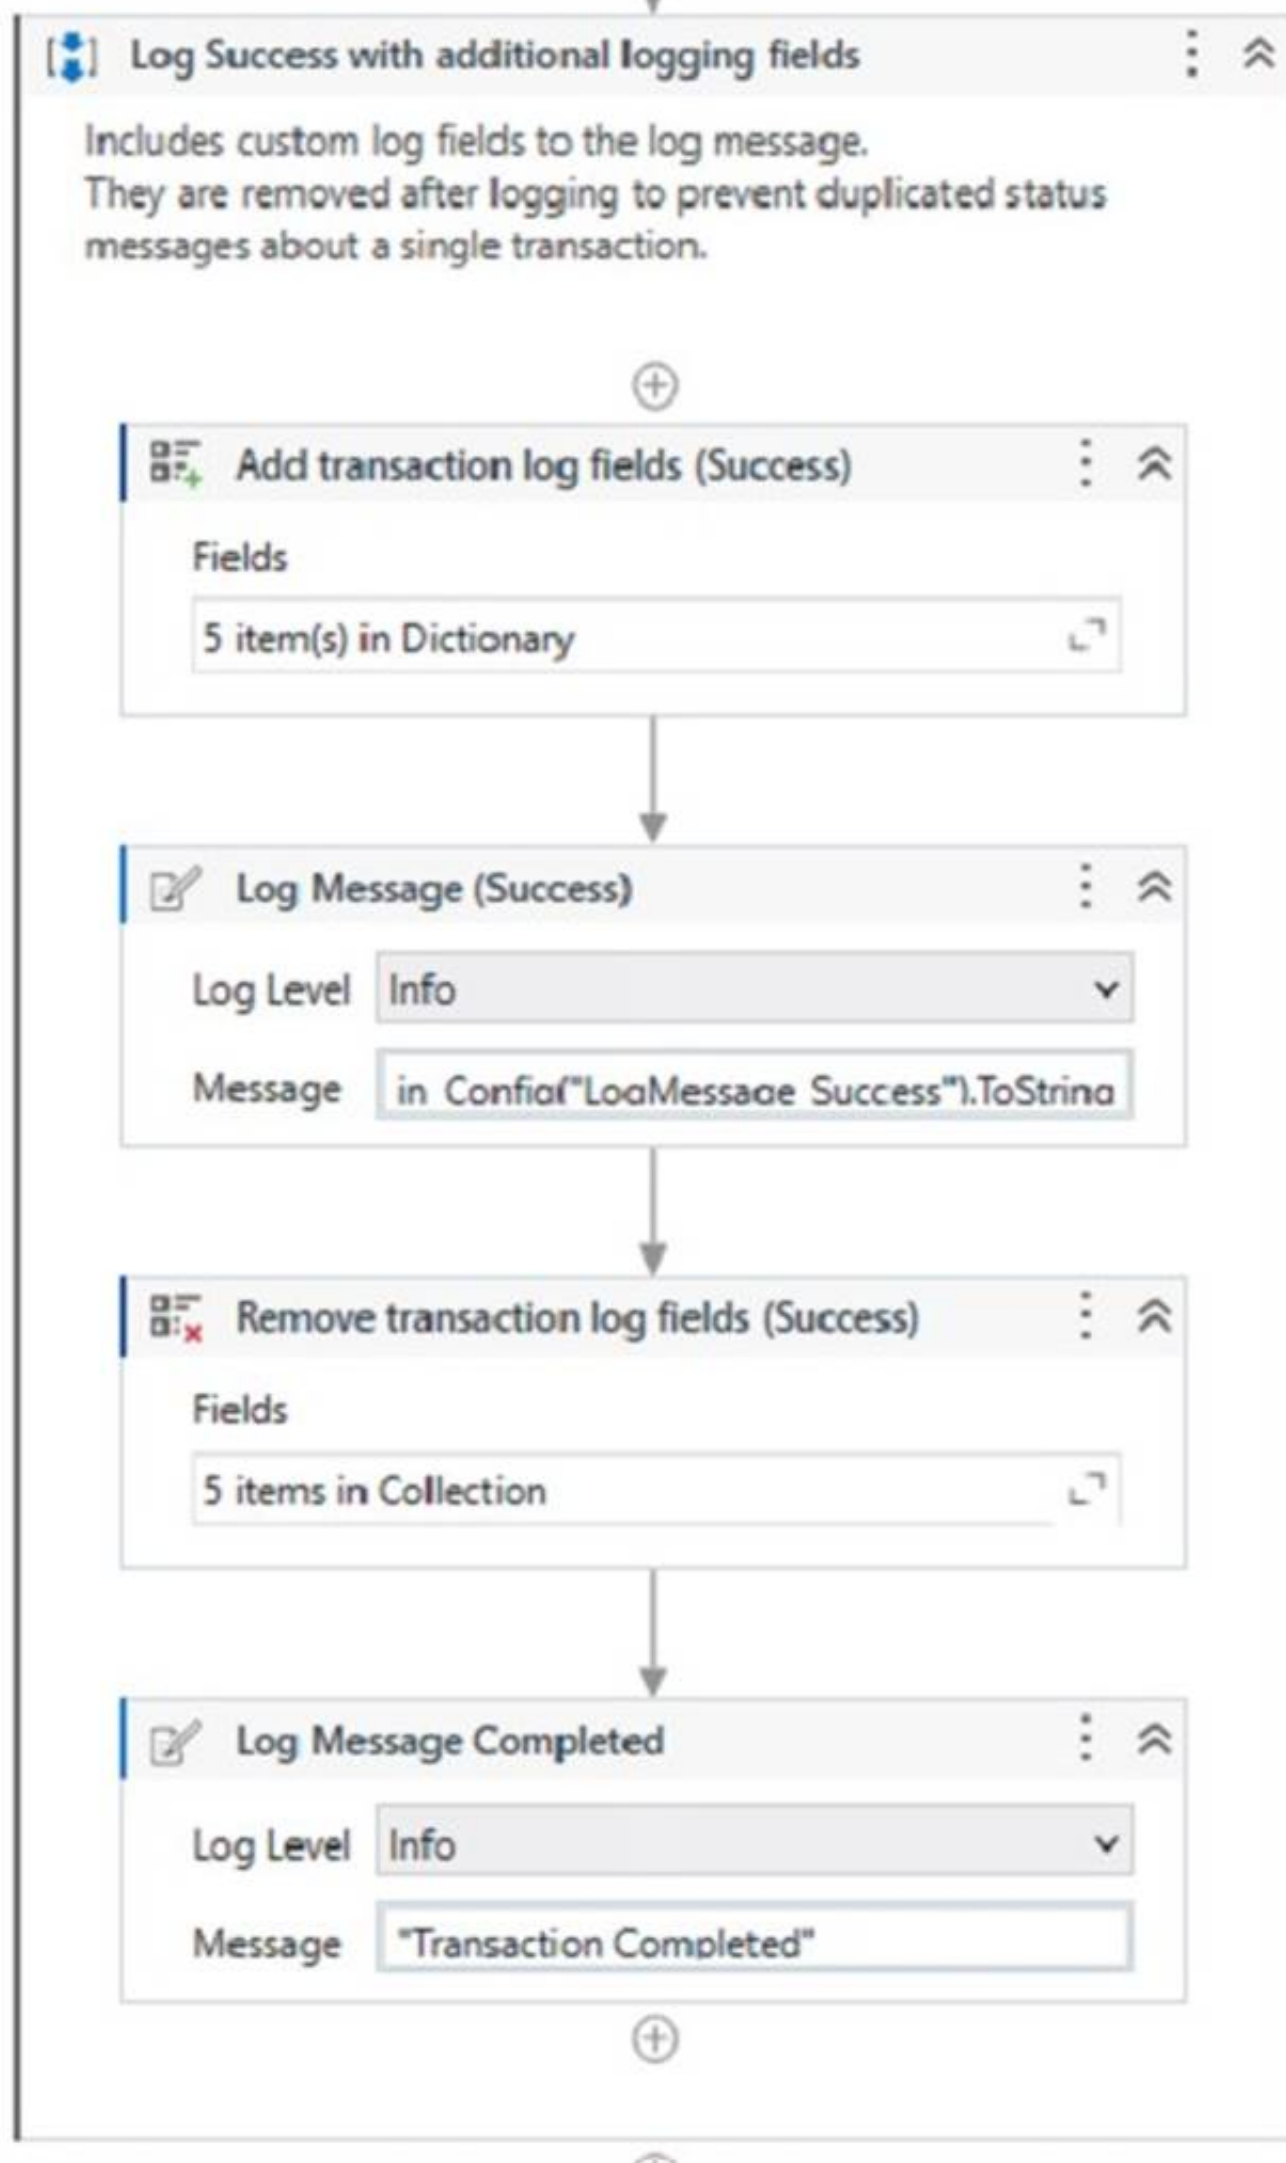 Log Success with additional logging fields
Includes custom log fields to the log message.
They are removed after logging to prevent duplicated status
messages about a single transaction.
Add transaction log fields (Success)
Fields
5 item(s) in Dictionary
Log Message (Success)
Log Level Info
Message in_Config("LogMessage_Success").ToString
Remove transaction log fields (Success)
Fields
5 items in Collection
Log Message Completed
Log Level Info
Message "Transaction Completed"